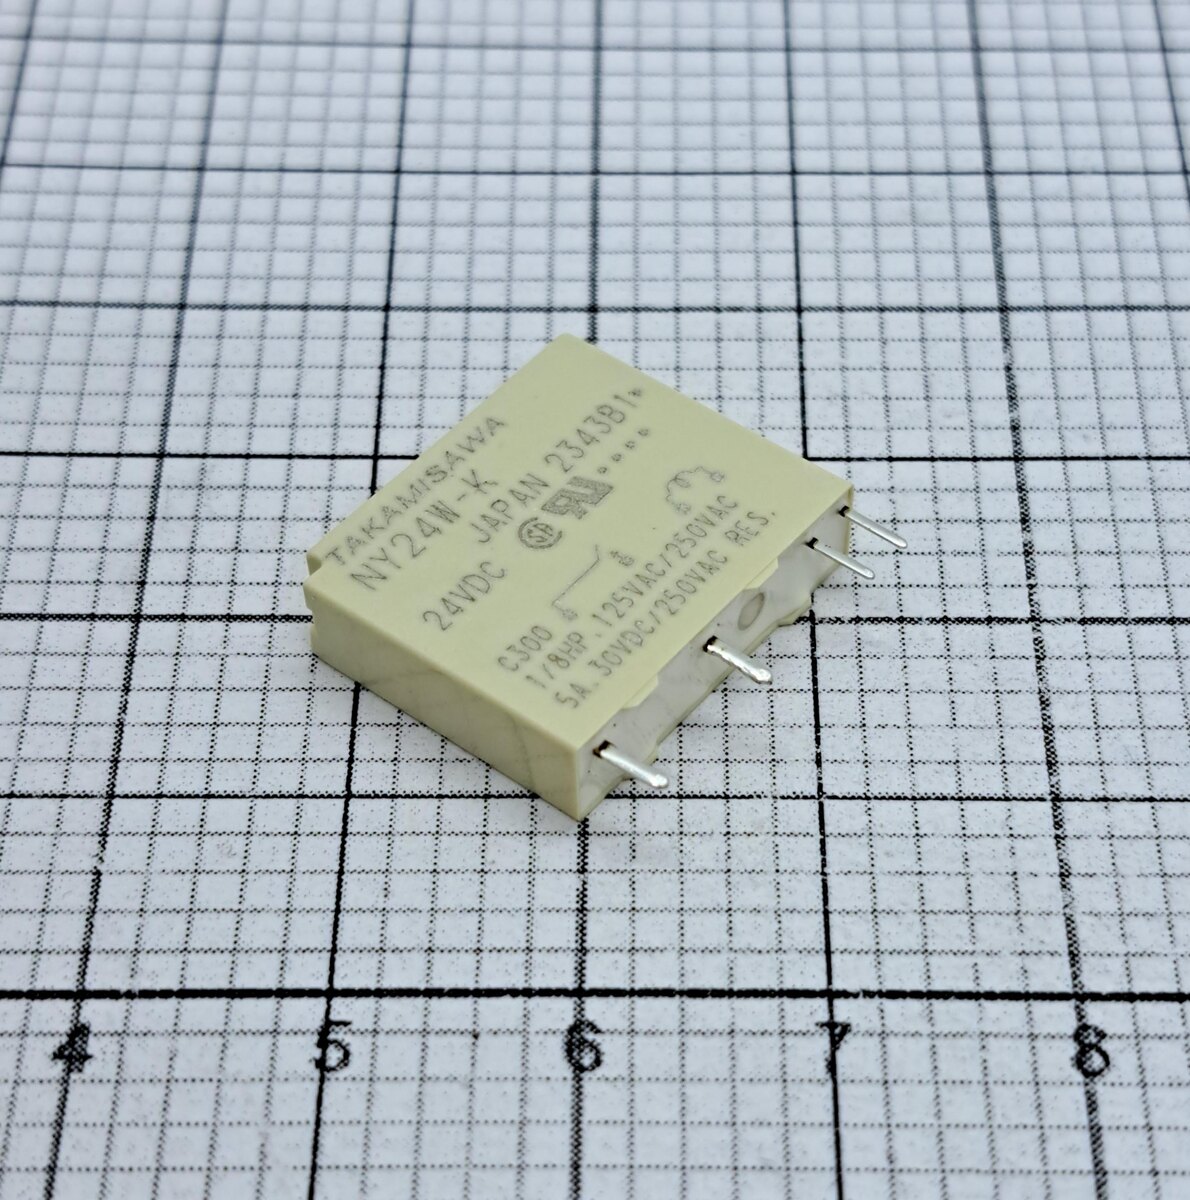 TAKAMISAWA
NY24W-K
JAPAN 2343B1*
24VDC
C300
1/8HP. 125VAC/250VAC
5A. 30VDC/250VAC RES.
4 5 6 7 8